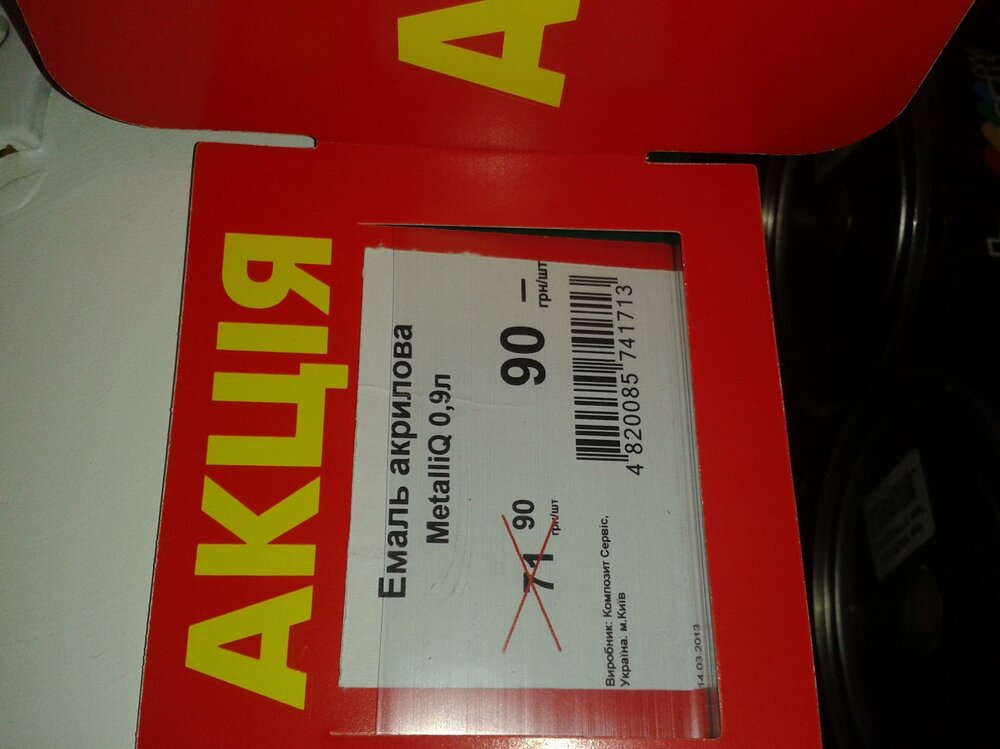 АКЦІЯ
Емаль акрилова
MetalliQ 0,9л
71 90
грн/шт
90 —
грн/шт
4 820085 741713
Виробник: Композит Сервіс,
Україна. м.Київ
14.03.2013
А